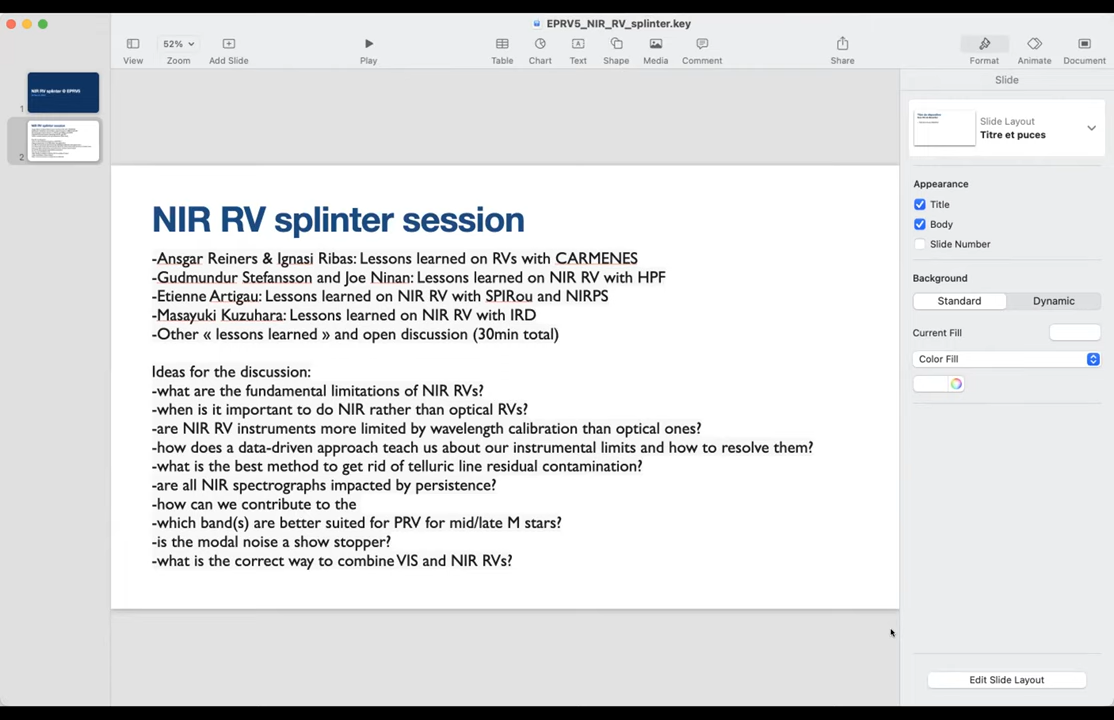 EPRV5_NIR_RV_splinter.key
52%
View
Zoom
Add Slide
Play
Table
Chart
Text
Shape
Media
Comment
Share
Format
Animate
Document
1
NIR RV splinter @ EPRV5
2
NIR RV splinter session
NIR RV splinter session
-Ansgar Reiners & Ignasi Ribas: Lessons learned on RVs with CARMENES
-Gudmundur Stefansson and Joe Ninan: Lessons learned on NIR RV with HPF
-Etienne Artigau: Lessons learned on NIR RV with SPIRou and NIRPS
-Masayuki Kuzuhara: Lessons learned on NIR RV with IRD
-Other « lessons learned » and open discussion (30min total)
Ideas for the discussion:
-what are the fundamental limitations of NIR RVs?
-when is it important to do NIR rather than optical RVs?
-are NIR RV instruments more limited by wavelength calibration than optical ones?
-how does a data-driven approach teach us about our instrumental limits and how to resolve them?
-what is the best method to get rid of telluric line residual contamination?
-are all NIR spectrographs impacted by persistence?
-how can we contribute to the
-which band(s) are better suited for PRV for mid/late M stars?
-is the modal noise a show stopper?
-what is the correct way to combine VIS and NIR RVs?
Slide
Slide Layout
Titre et puces
Appearance
Title
Body
Slide Number
Background
Standard
Dynamic
Current Fill
Color Fill
Edit Slide Layout